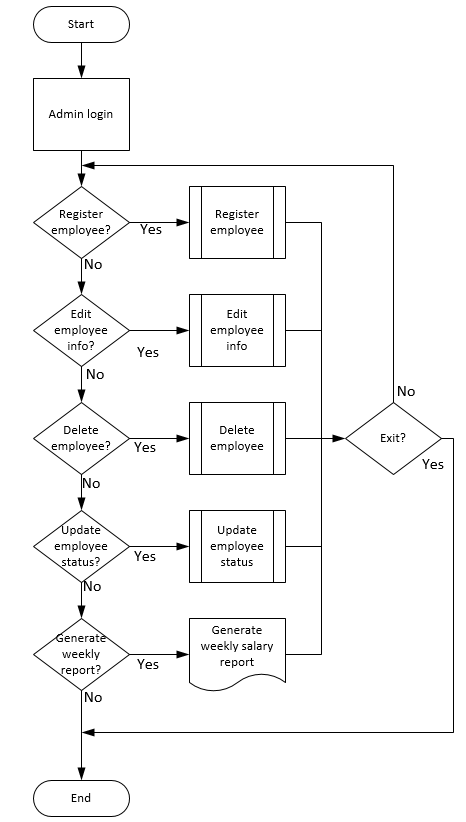 Start
Admin login
Register
employee?
Yes
Register
employee
No
Edit
employee
info?
Yes
Edit
employee
info
No
No
Delete
employee?
Yes
Delete
employee
Exit?
Yes
No
Update
employee
status?
Yes
Update
employee
status
No
Generate
weekly
report?
Yes
Generate
weekly salary
report
No
End